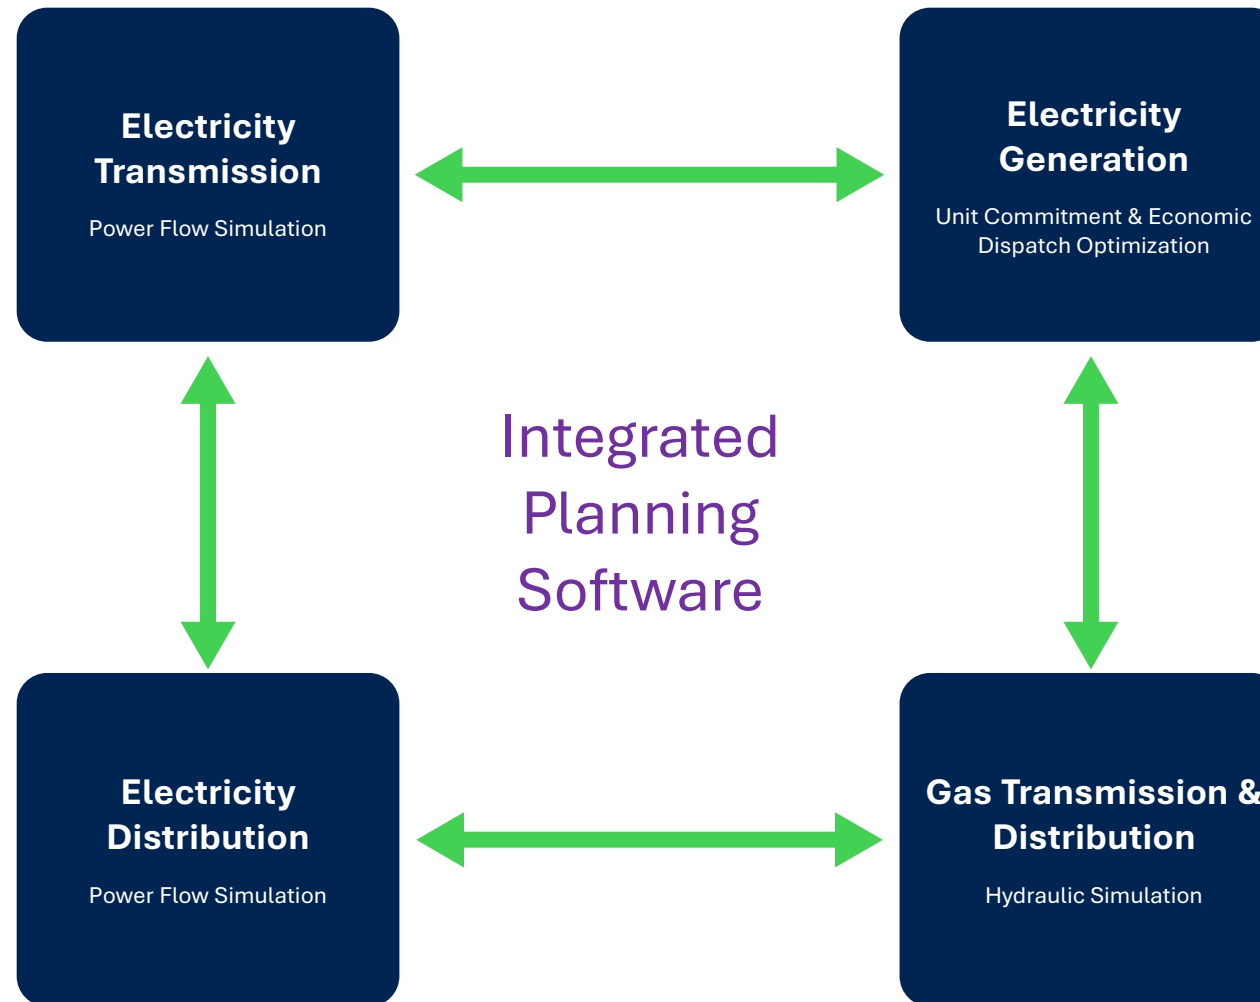 Electricity
Transmission
Power Flow Simulation
Electricity
Generation
Unit Commitment & Economic
Dispatch Optimization
Integrated
Planning
Software
Electricity
Distribution
Power Flow Simulation
Gas Transmission &
Distribution
Hydraulic Simulation